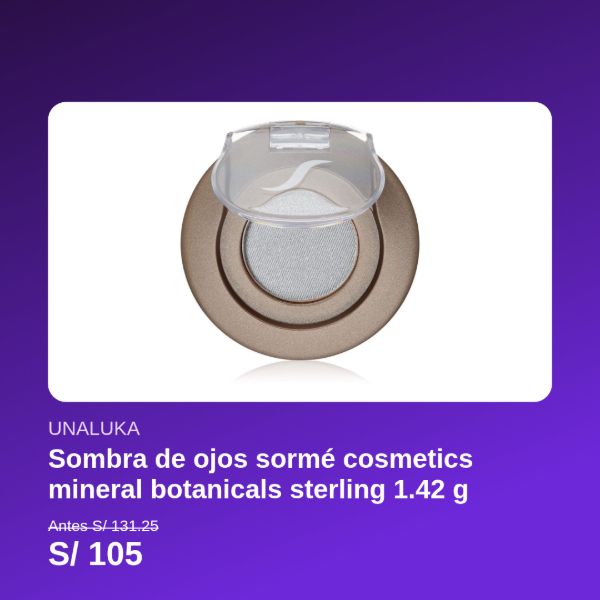 UNALUKA
Sombra de ojos sormé cosmetics
mineral botanicals sterling 1.42 g
Antes S/ 131.25
S/ 105